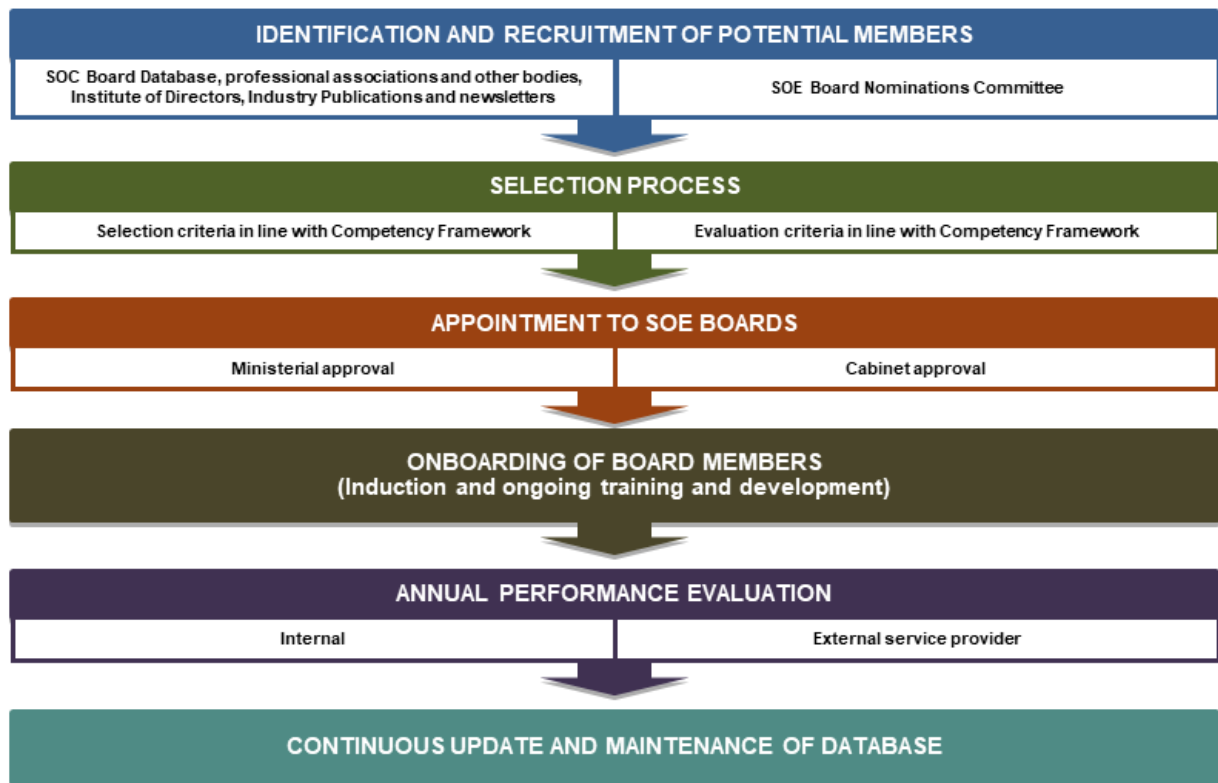 IDENTIFICATION AND RECRUITMENT OF POTENTIAL MEMBERS
SOC Board Database, professional associations and other bodies,
Institute of Directors, Industry Publications and newsletters
SOE Board Nominations Committee
SELECTION PROCESS
Selection criteria in line with Competency Framework
Evaluation criteria in line with Competency Framework
APPOINTMENT TO SOE BOARDS
Ministerial approval
Cabinet approval
ONBOARDING OF BOARD MEMBERS
(Induction and ongoing training and development)
ANNUAL PERFORMANCE EVALUATION
Internal
External service provider
CONTINUOUS UPDATE AND MAINTENANCE OF DATABASE